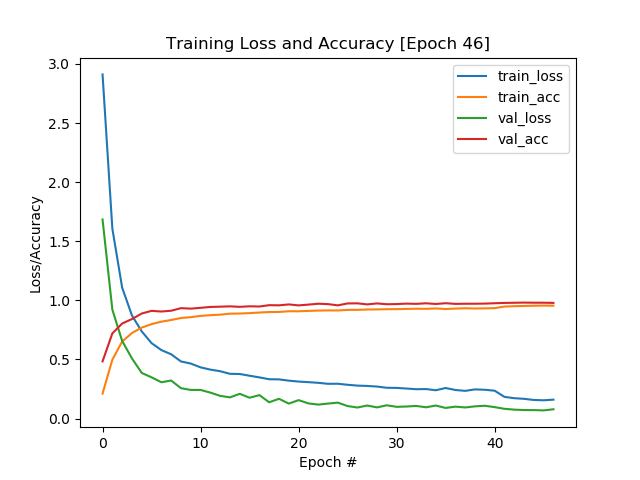 Training Loss and Accuracy [Epoch 46]
3.0
2.5
2.0
1.5
1.0
0.5
0.0
Loss/Accuracy
train_loss
train_acc
val_loss
val_acc
0
10
20
30
40
Epoch #